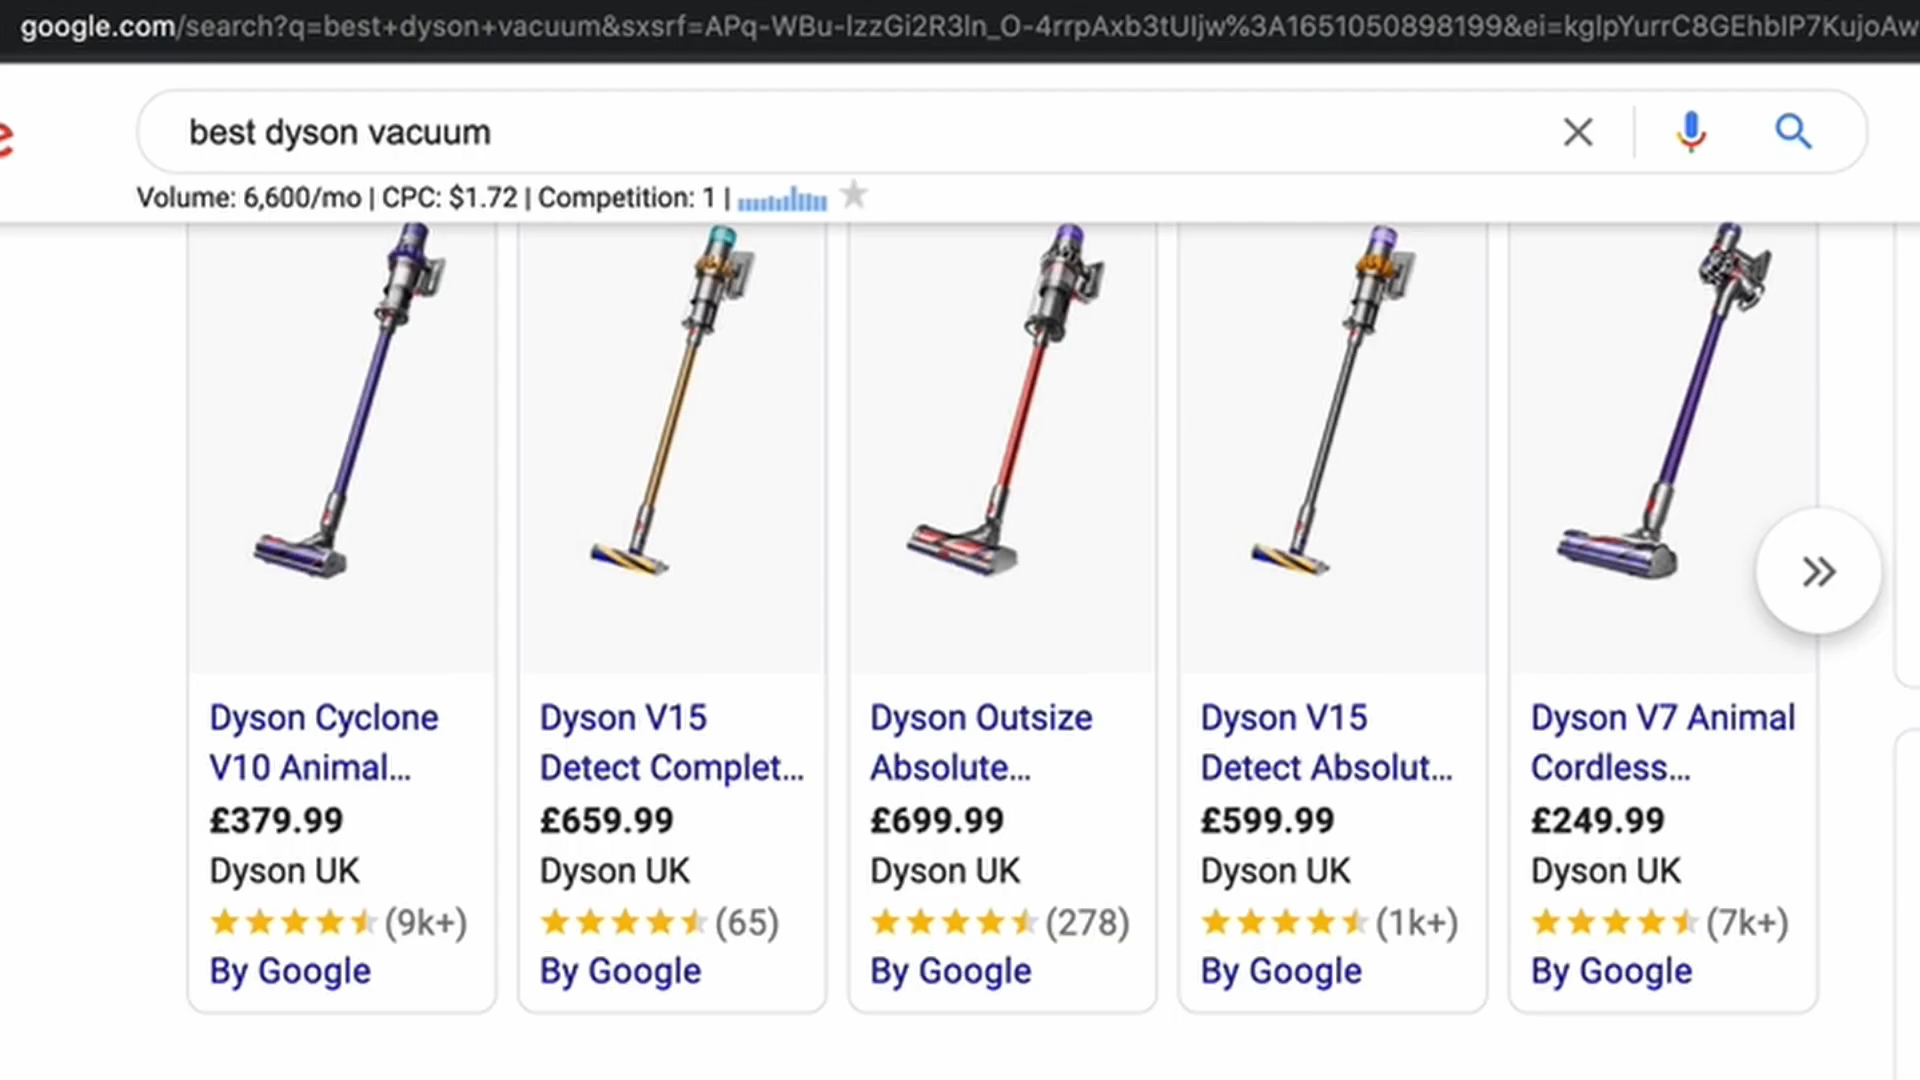 google.com/search?q=best+dyson+vacuum&sxsrf=APq-WBu-IzzGi2R3ln_O-4rrpAxb3tUIjw%3A1651050898199&ei=kglpYurrC8GEhbIP7KujoAw
e
best dyson vacuum
Volume: 6,600/mo | CPC: $1.72 | Competition: 1 |
Dyson Cyclone
V10 Animal...
£379.99
Dyson UK
(9k+)
By Google
Dyson V15
Detect Complet...
£659.99
Dyson UK
(65)
By Google
Dyson Outsize
Absolute...
£699.99
Dyson UK
(278)
By Google
Dyson V15
Detect Absolut...
£599.99
Dyson UK
(1k+)
By Google
Dyson V7 Animal
Cordless...
£249.99
Dyson UK
(7k+)
By Google